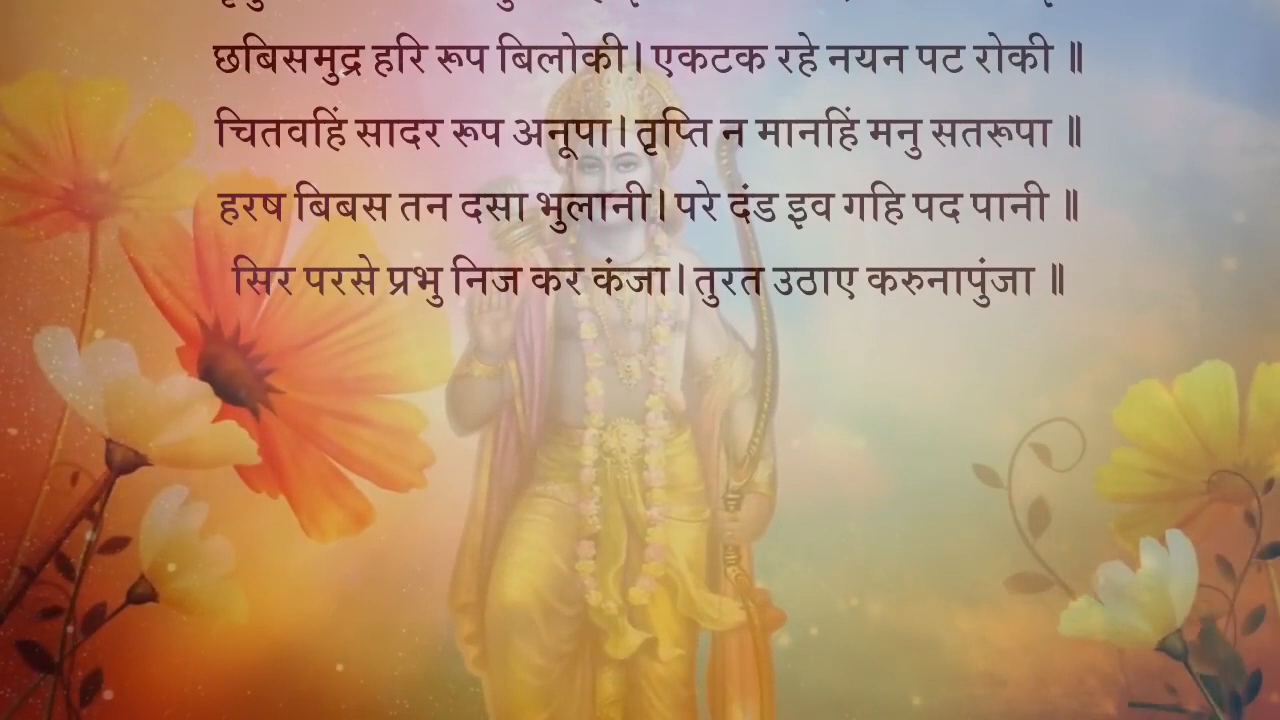 छबिसमुद्र हरि रूप बिलोकी। एकटक रहे नयन पट रोकी ॥
चितवहिं सादर रूप अनूपा। तृप्ति न मानहिं मनु सतरूपा ॥
हरष बिबस तन दसा भुलानी। परे दंड इव गहि पद पानी ॥
सिर परसे प्रभु निज कर कंजा। तुरत उठाए करुनापुंजा ॥